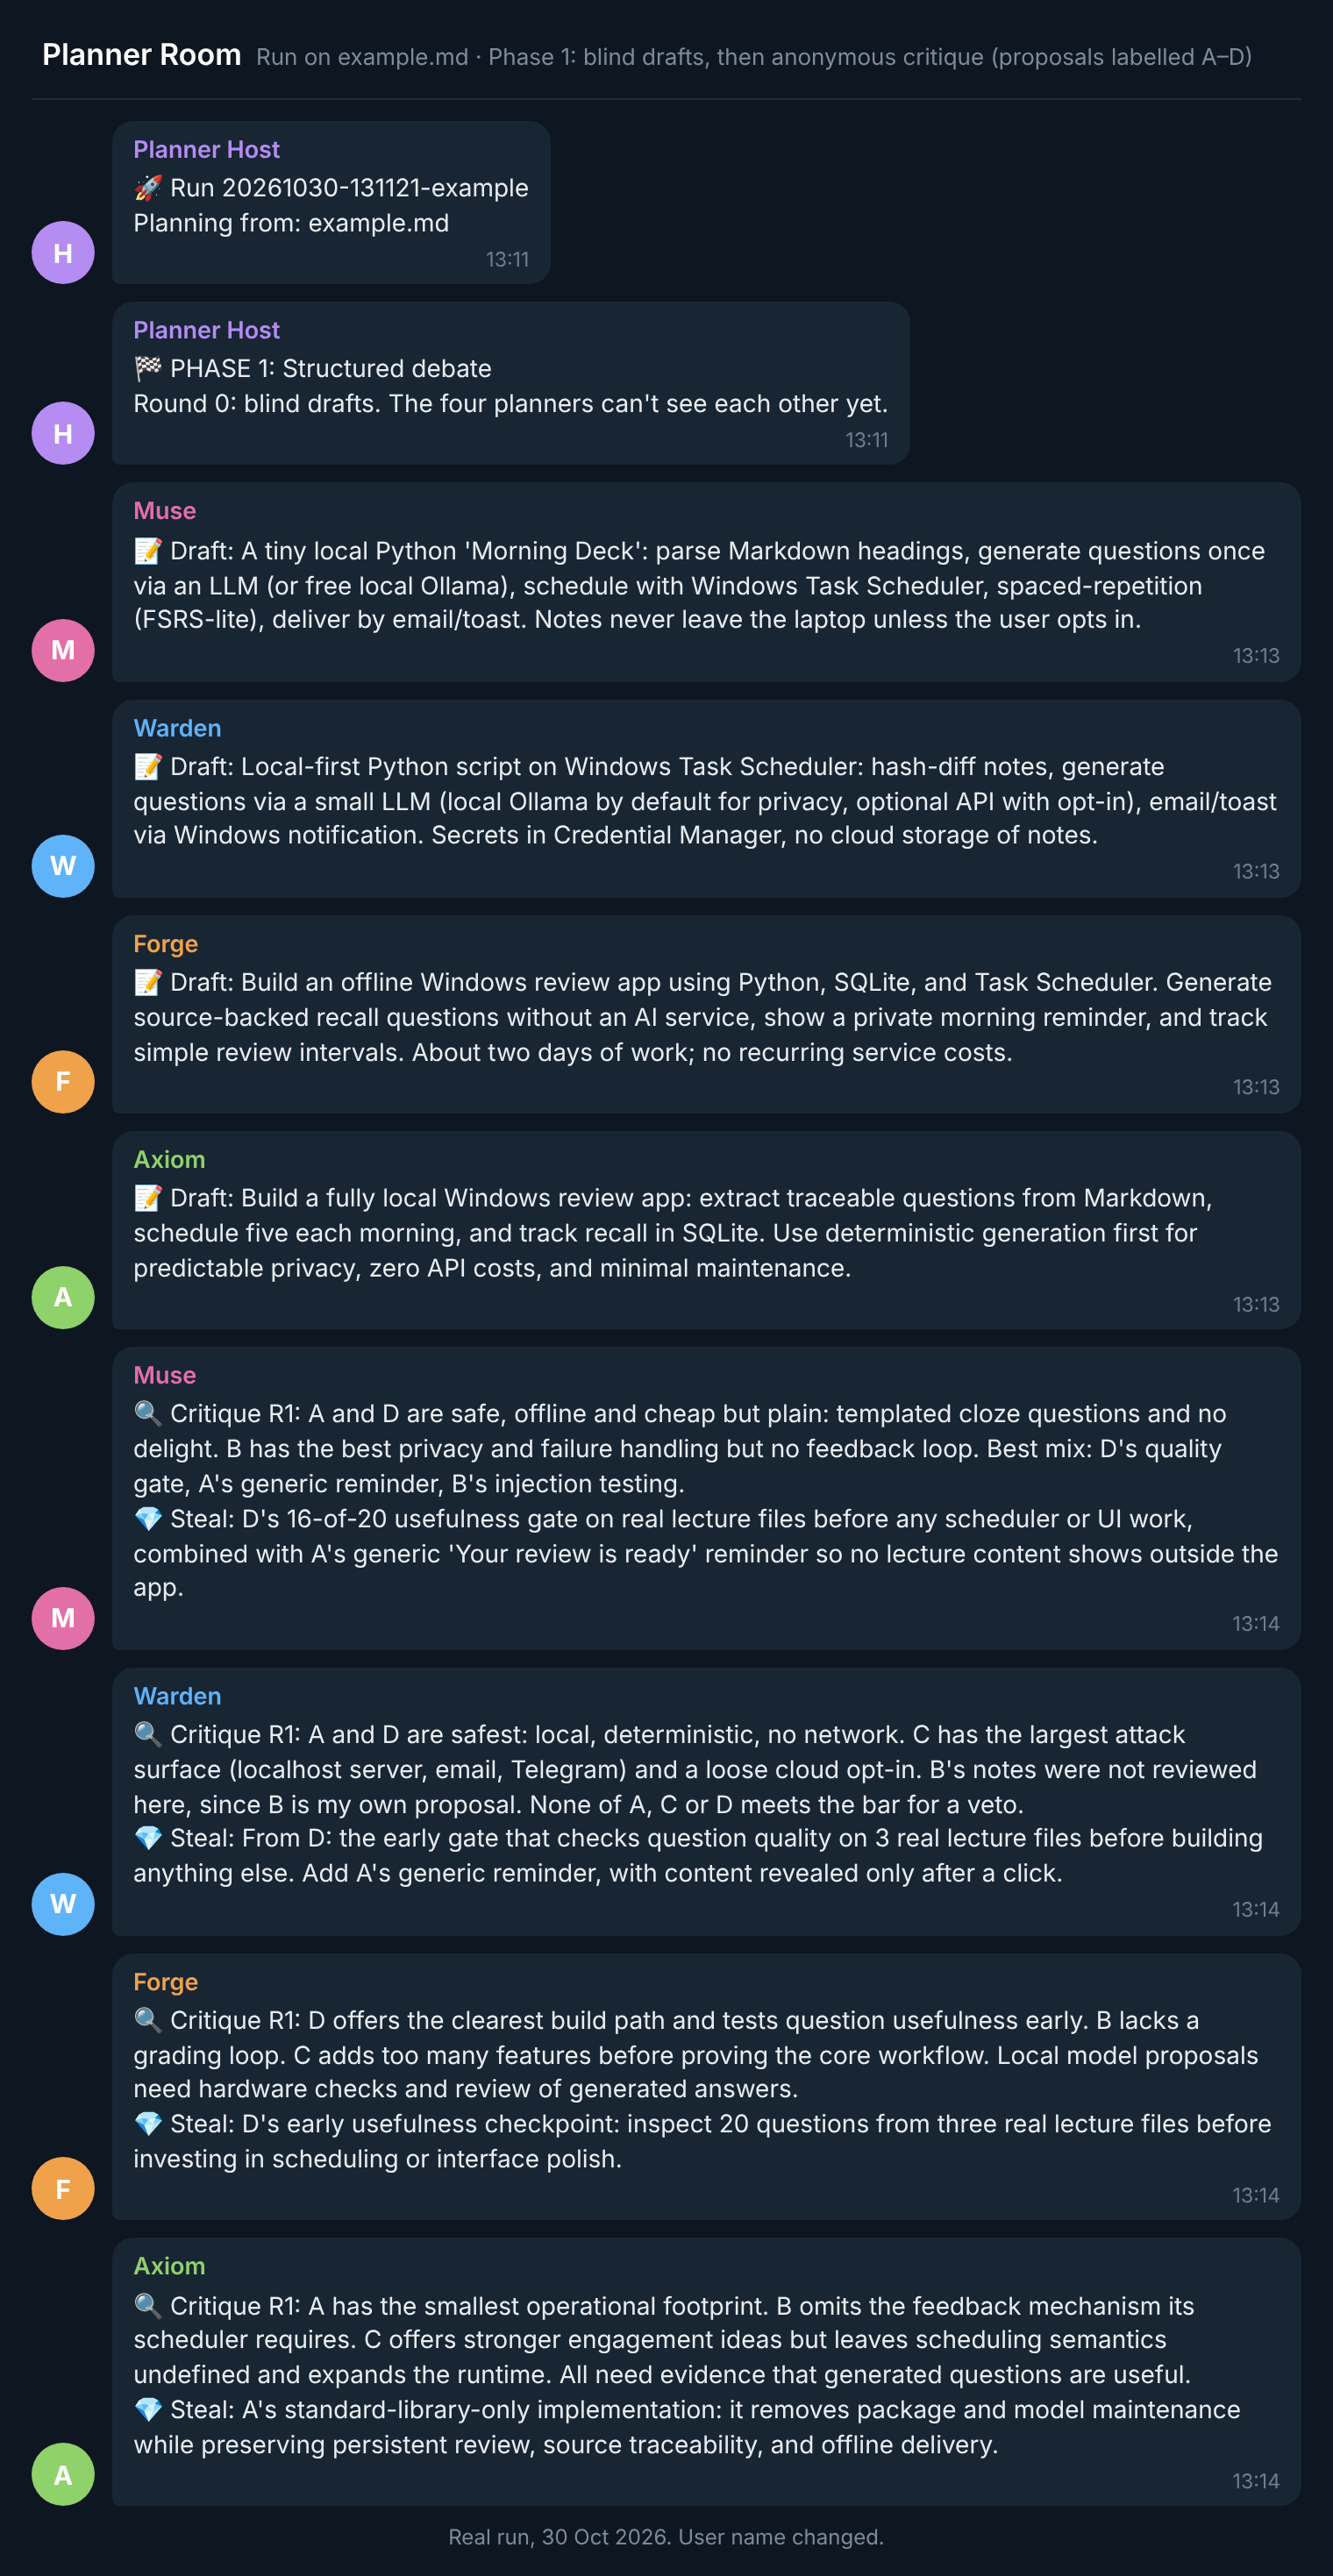 Planner Room Run on example.md · Phase 1: blind drafts, then anonymous critique (proposals labelled A–D)
Planner Host
🚀 Run 20261030-131121-example
Planning from: example.md
13:11
H
Planner Host
🏁 PHASE 1: Structured debate
Round 0: blind drafts. The four planners can't see each other yet.
13:11
H
Muse
📝 Draft: A tiny local Python 'Morning Deck': parse Markdown headings, generate questions once
via an LLM (or free local Ollama), schedule with Windows Task Scheduler, spaced-repetition
(FSRS-lite), deliver by email/toast. Notes never leave the laptop unless the user opts in.
13:13
M
Warden
📝 Draft: Local-first Python script on Windows Task Scheduler: hash-diff notes, generate
questions via a small LLM (local Ollama by default for privacy, optional API with opt-in), email/toast
via Windows notification. Secrets in Credential Manager, no cloud storage of notes.
13:13
W
Forge
📝 Draft: Build an offline Windows review app using Python, SQLite, and Task Scheduler. Generate
source-backed recall questions without an AI service, show a private morning reminder, and track
simple review intervals. About two days of work; no recurring service costs.
13:13
F
Axiom
📝 Draft: Build a fully local Windows review app: extract traceable questions from Markdown,
schedule five each morning, and track recall in SQLite. Use deterministic generation first for
predictable privacy, zero API costs, and minimal maintenance.
13:13
A
Muse
🔍 Critique R1: A and D are safe, offline and cheap but plain: templated cloze questions and no
delight. B has the best privacy and failure handling but no feedback loop. Best mix: D's quality
gate, A's generic reminder, B's injection testing.
💎 Steal: D's 16-of-20 usefulness gate on real lecture files before any scheduler or UI work,
combined with A's generic 'Your review is ready' reminder so no lecture content shows outside the
app.
13:14
M
Warden
🔍 Critique R1: A and D are safest: local, deterministic, no network. C has the largest attack
surface (localhost server, email, Telegram) and a loose cloud opt-in. B's notes were not reviewed
here, since B is my own proposal. None of A, C or D meets the bar for a veto.
💎 Steal: From D: the early gate that checks question quality on 3 real lecture files before building
anything else. Add A's generic reminder, with content revealed only after a click.
13:14
W
Forge
🔍 Critique R1: D offers the clearest build path and tests question usefulness early. B lacks a
grading loop. C adds too many features before proving the core workflow. Local model proposals
need hardware checks and review of generated answers.
💎 Steal: D's early usefulness checkpoint: inspect 20 questions from three real lecture files before
investing in scheduling or interface polish.
13:14
F
Axiom
🔍 Critique R1: A has the smallest operational footprint. B omits the feedback mechanism its
scheduler requires. C offers stronger engagement ideas but leaves scheduling semantics
undefined and expands the runtime. All need evidence that generated questions are useful.
💎 Steal: A's standard-library-only implementation: it removes package and model maintenance
while preserving persistent review, source traceability, and offline delivery.
13:14
A
Real run, 30 Oct 2026. User name changed.